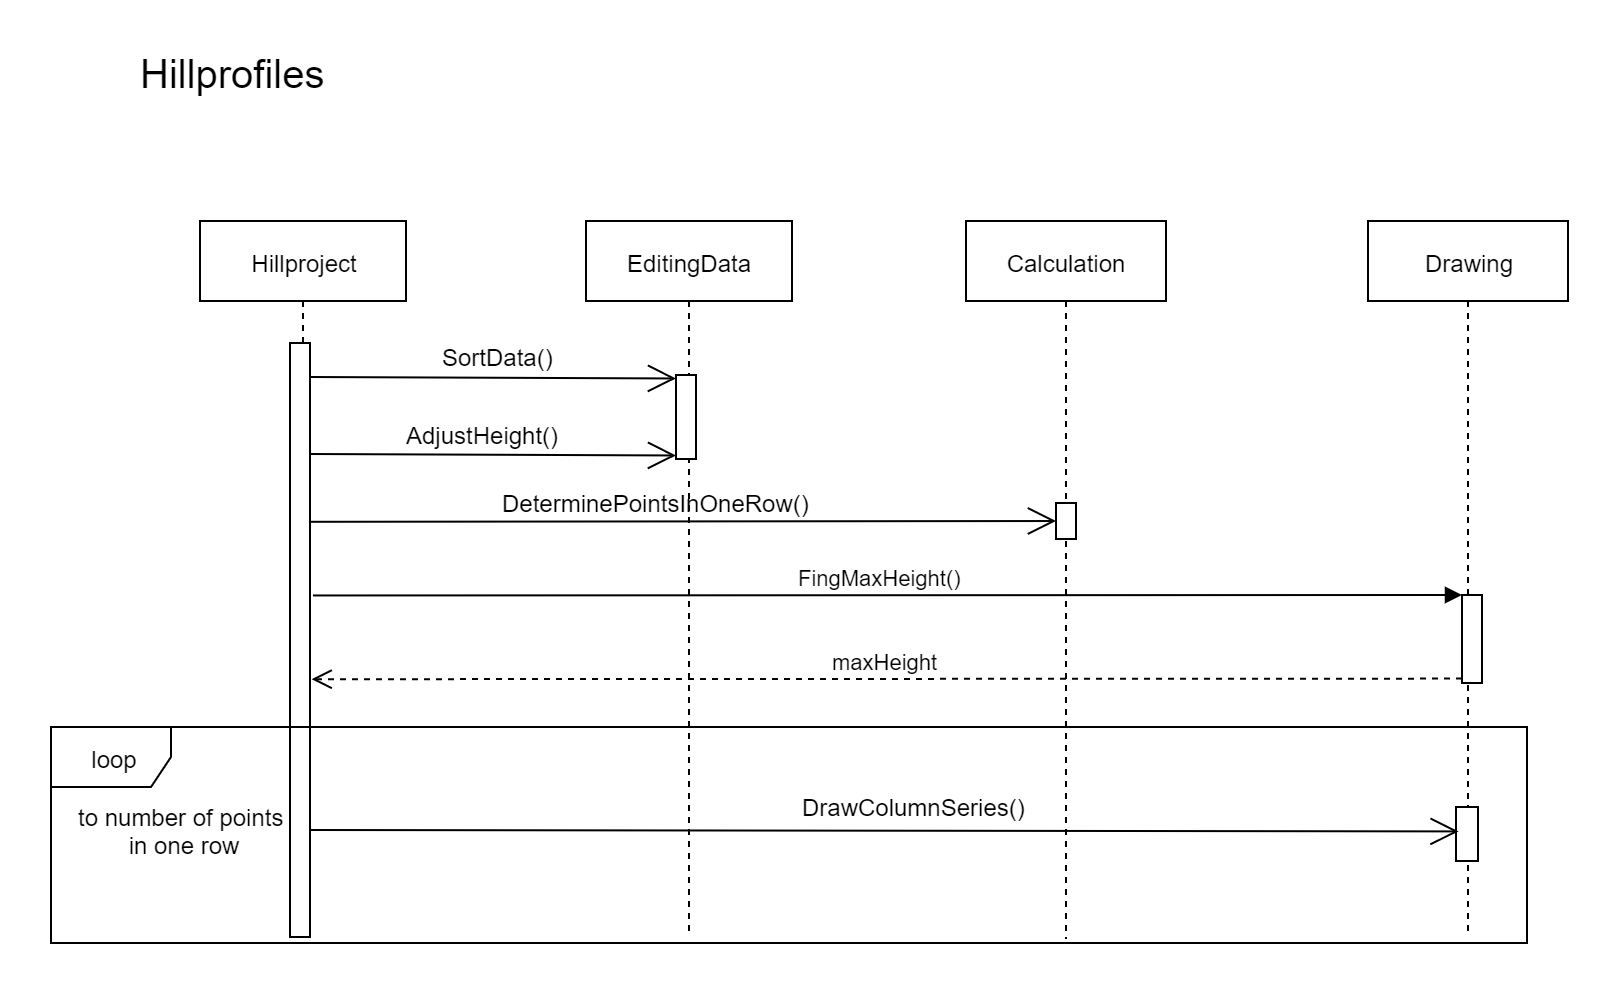 Hillprofiles
Hillproject
EditingData
Calculation
Drawing
SortData()
AdjustHeight()
DeterminePointsInOneRow()
FingMaxHeight()
maxHeight
loop
to number of points
in one row
DrawColumnSeries()